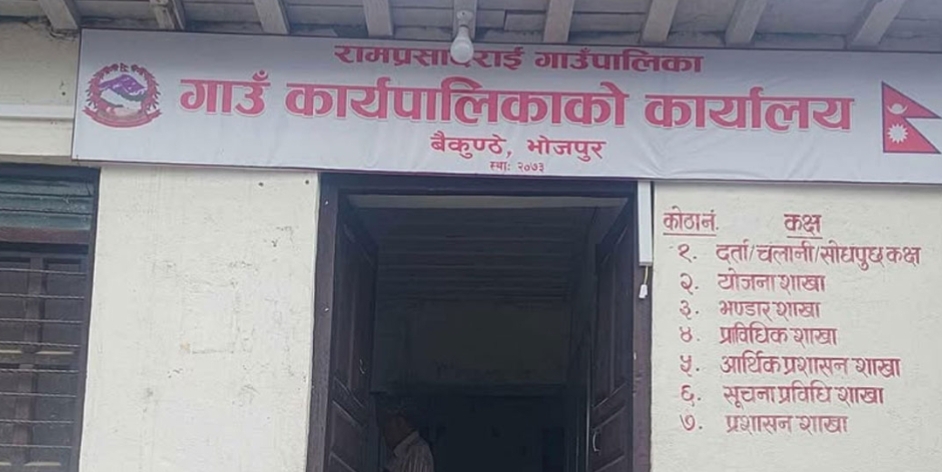 रामप्रसादराई गाउँपालिका
गाउँ कार्यपालिकाको कार्यालय
बैकुण्ठे, भोजपुर
स्था: २०७३
कोठानं. कक्ष
१. दर्ता/चलानी/सोधपुछ कक्ष
२. योजना शाखा
३. भण्डार शाखा
४. प्राविधिक शाखा
५. आर्थिक प्रशासन शाखा
६. सूचना प्रविधि शाखा
७. प्रशासन शाखा